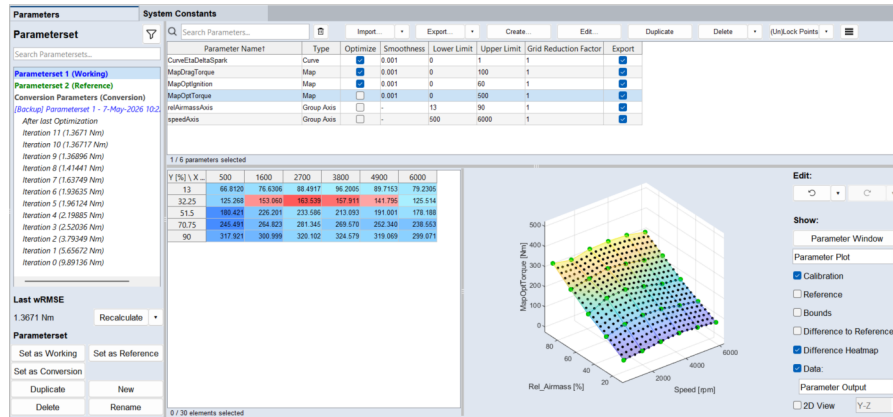 Parameters System Constants
Parameterset
Search Parametersets...
Parameterset 1 (Working)
Parameterset 2 (Reference)
Conversion Parameters (Conversion)
[Backup] Parameterset 1 - 7-May-2026 10:2
After last Optimization
Iteration 11 (1.3671 Nm)
Iteration 10 (1.36717 Nm)
Iteration 9 (1.36896 Nm)
Iteration 8 (1.41441 Nm)
Iteration 7 (1.63749 Nm)
Iteration 6 (1.93635 Nm)
Iteration 5 (1.96124 Nm)
Iteration 4 (2.19885 Nm)
Iteration 3 (2.52036 Nm)
Iteration 2 (3.79349 Nm)
Iteration 1 (5.65672 Nm)
Iteration 0 (9.89136 Nm)
Last wRMSE
1.3671 Nm Recalculate
Parameterset
Set as Working Set as Reference
Set as Conversion
Duplicate New
Delete Rename
Search Parameters... Import... Export... Create... Edit... Duplicate Delete (Un)Lock Points
Parameter Name↑ Type Optimize Smoothness Lower Limit Upper Limit Grid Reduction Factor Export
CurveEtaDeltaSpark Curve 0.001 0 1 1
MapDragTorque Map 0.001 0 100 1
MapOptIgnition Map 0.001 0 60 1
MapOptTorque Map 0.001 0 500 1
relAirmassAxis Group Axis - 13 90 1
speedAxis Group Axis - 500 6000 1
1 / 6 parameters selected
Y [%] \ X ... 500 1600 2700 3800 4900 6000
13 66.8120 76.6306 88.4917 96.2005 89.7153 79.2305
32.25 125.268 153.060 163.539 157.911 141.795 125.514
51.5 180.421 226.201 233.586 213.093 191.001 178.188
70.75 245.491 264.823 281.345 269.570 252.340 238.553
90 317.921 300.999 320.102 324.579 319.069 299.071
0 / 30 elements selected
MapOptTorque [Nm]
500
400
300
200
100
0
80
60
40
20
Rel_Airmass [%]
2000
4000
6000
Speed [rpm]
Edit:
Show:
Parameter Window
Parameter Plot
Calibration
Reference
Bounds
Difference to Reference
Difference Heatmap
Data:
Parameter Output
2D View Y-Z